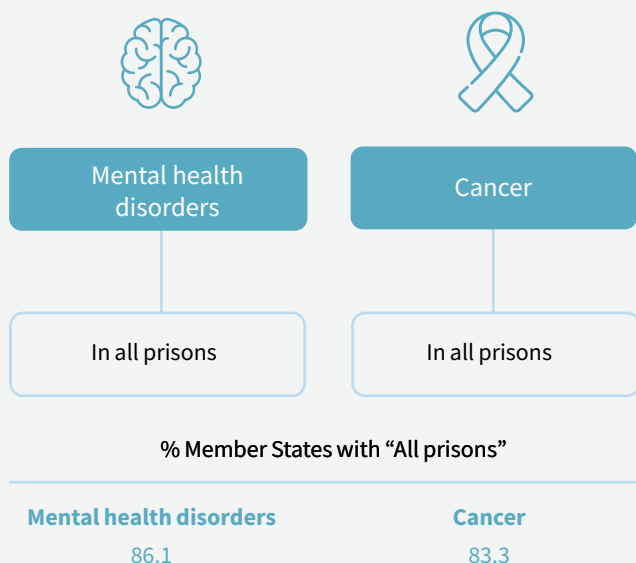 Mental health
disorders
Cancer
In all prisons
In all prisons
% Member States with “All prisons”
Mental health disorders
Cancer
86.1
83.3